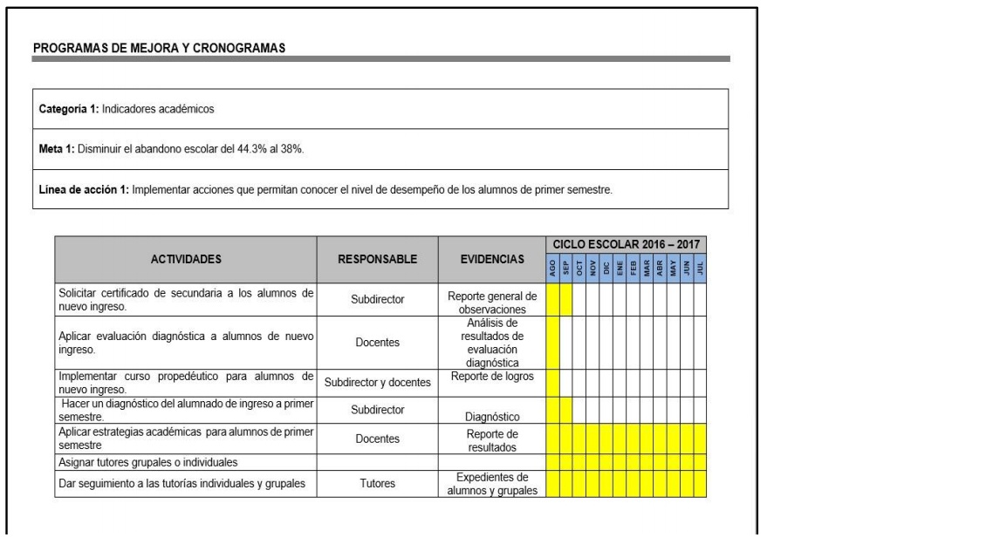 PROGRAMAS DE MEJORA Y CRONOGRAMAS
Categoría 1: Indicadores académicos
Meta 1: Disminuir el abandono escolar del 44.3% al 38%.
Línea de acción 1: Implementar acciones que permitan conocer el nivel de desempeño de los alumnos de primer semestre.
CICLO ESCOLAR 2016 – 2017
ACTIVIDADES RESPONSABLE EVIDENCIAS
AGO SEP OCT NOV DIC ENE FEB MAR ABR MAY JUN JUL
Solicitar certificado de secundaria a los alumnos de
nuevo ingreso.
Subdirector
Reporte general de
observaciones
Aplicar evaluación diagnóstica a alumnos de nuevo
ingreso.
Docentes
Análisis de
resultados de
evaluación
diagnóstica
Implementar curso propedéutico para alumnos de
nuevo ingreso.
Subdirector y docentes
Reporte de logros
Hacer un diagnóstico del alumnado de ingreso a primer
semestre.
Subdirector
Diagnóstico
Aplicar estrategias académicas para alumnos de primer
semestre
Docentes
Reporte de
resultados
Asignar tutores grupales o individuales
Dar seguimiento a las tutorías individuales y grupales
Tutores
Expedientes de
alumnos y grupales